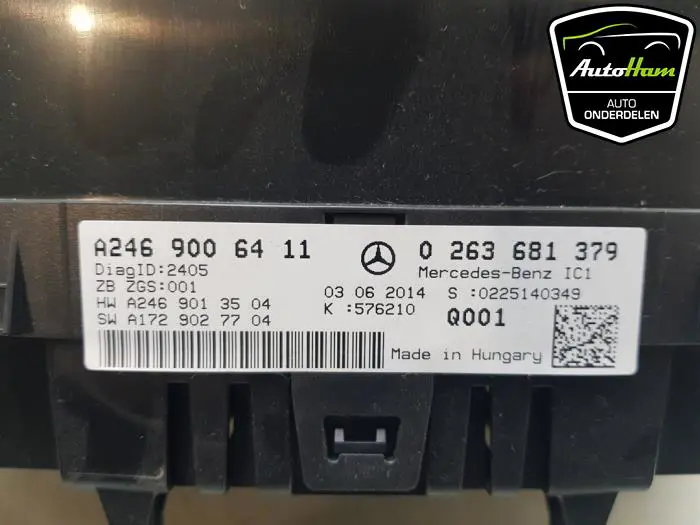 AutoHam
AUTO
ONDERDELEN
A246 900 64 11
0 263 681 379
DiagID:2405
Mercedes-Benz IC1
ZB ZGS:001
03 06 2014
S :0225140349
HW A246 901 35 04
K :576210
Q001
SW A172 902 77 04
Made in Hungary